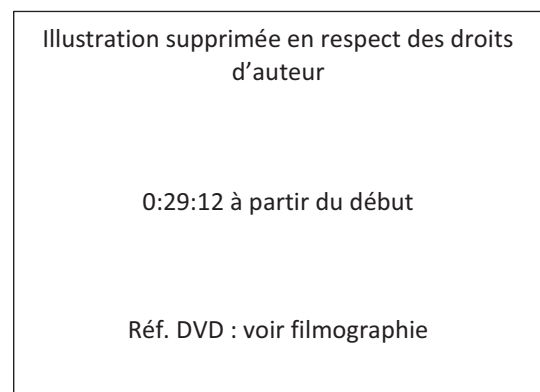 Illustration supprimée en respect des droits
d’auteur
0:29:12 à partir du début
Réf. DVD : voir filmographie